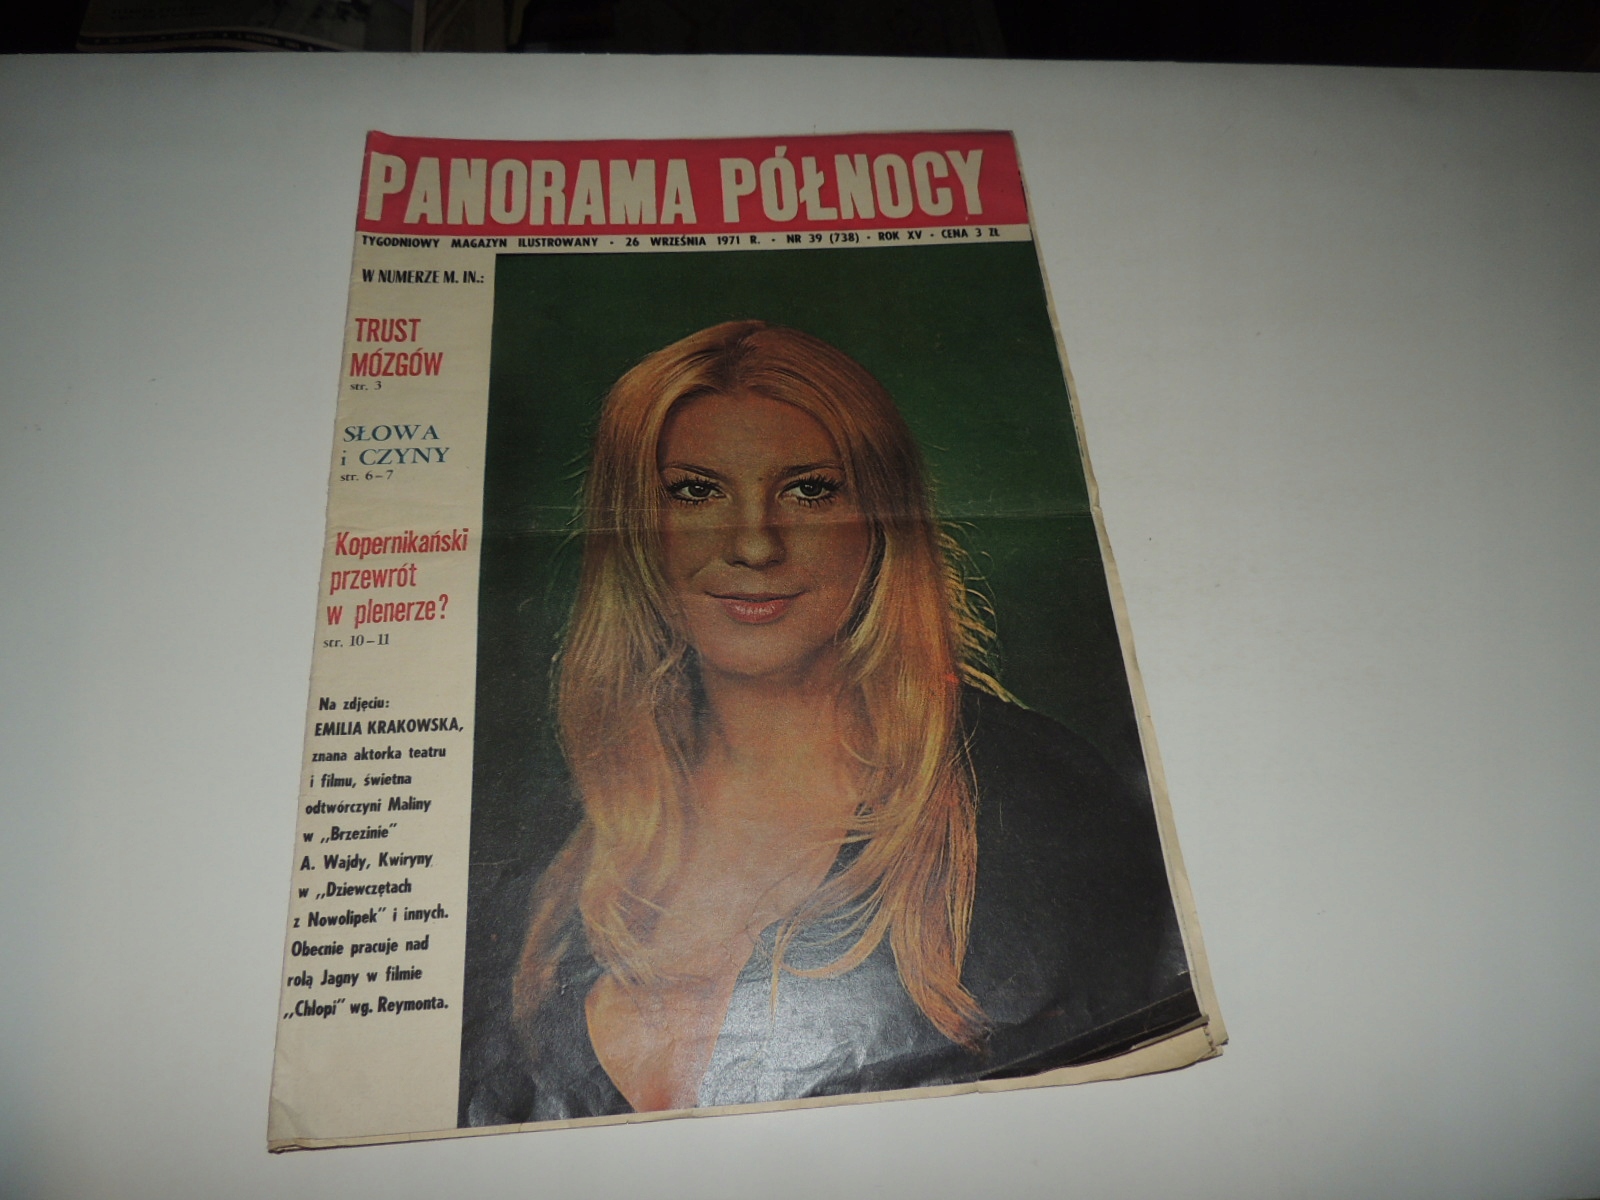 PANORAMA PÓŁNOCY
TYGODNIOWY MAGAZYN ILUSTROWANY · 26 WRZEŚNIA 1971 R. · NR 39 (738) · ROK XV · CENA 3 ZŁ
W NUMERZE M. IN.:
TRUST
MÓZGÓW
str. 3
SŁOWA
i CZYNY
str. 6–7
Kopernikański
przewrót
w plenerze?
str. 10–11
Na zdjęciu:
EMILIA KRAKOWSKA,
znana aktorka teatru
i filmu, świetna
odtwórczyni Maliny
w „Brzezinie”
A. Wajdy, Kwiryny
w „Dziewczętach
z Nowolipek” i innych.
Obecnie pracuje nad
rolą Jagny w filmie
„Chłopi” wg. Reymonta.